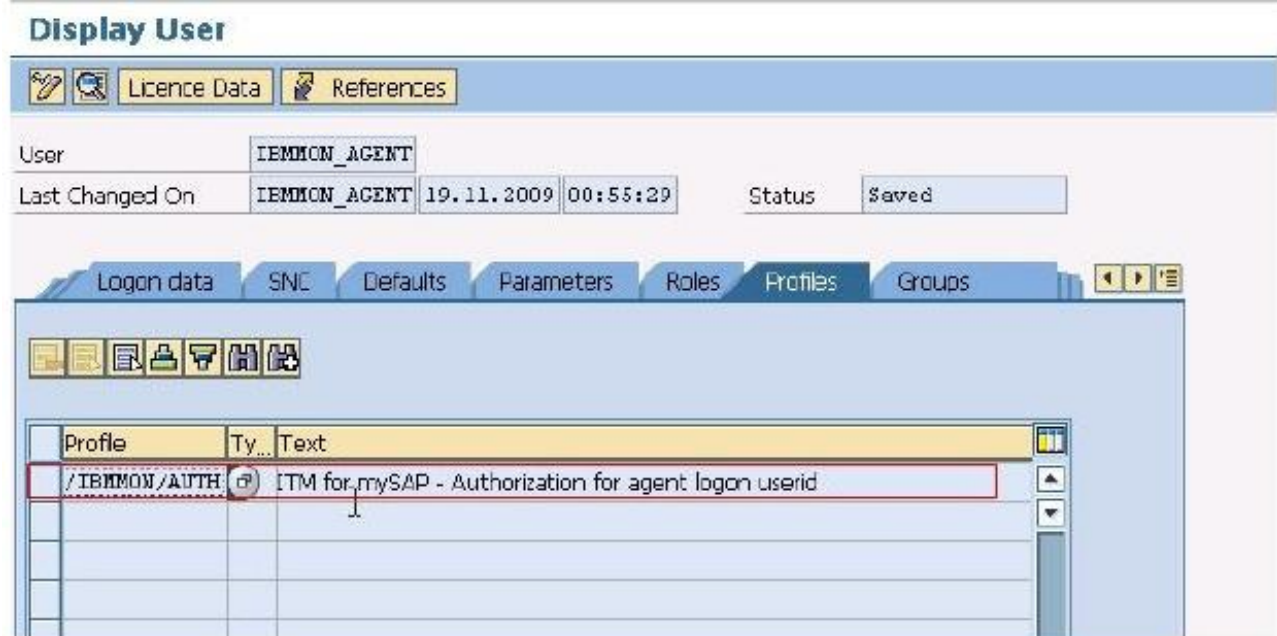 Display User
Licence Data References
User IBMMON_AGENT
Last Changed On IBMMON_AGENT 19.11.2009 00:55:29 Status Saved
Logon data SNC Defaults Parameters Roles Profiles Groups
Profile Ty... Text
/IBMMON/AUTH ITM for mySAP - Authorization for agent logon userid